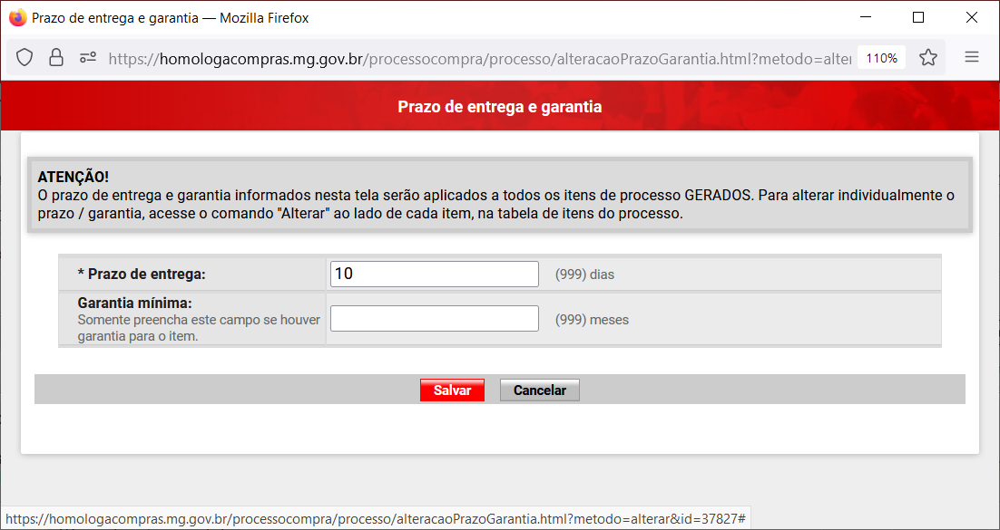 Prazo de entrega e garantia — Mozilla Firefox
https://homologacompras.mg.gov.br/processocompra/processo/alteracaoPrazoGarantia.html?metodo=alter
110%
Prazo de entrega e garantia
ATENÇÃO!
O prazo de entrega e garantia informados nesta tela serão aplicados a todos os itens de processo GERADOS. Para alterar individualmente o
prazo / garantia, acesse o comando "Alterar" ao lado de cada item, na tabela de itens do processo.
* Prazo de entrega: 10 (999) dias
Garantia mínima:
Somente preencha este campo se houver (999) meses
garantia para o item.
Salvar Cancelar
https://homologacompras.mg.gov.br/processocompra/processo/alteracaoPrazoGarantia.html?metodo=alterar&id=37827#